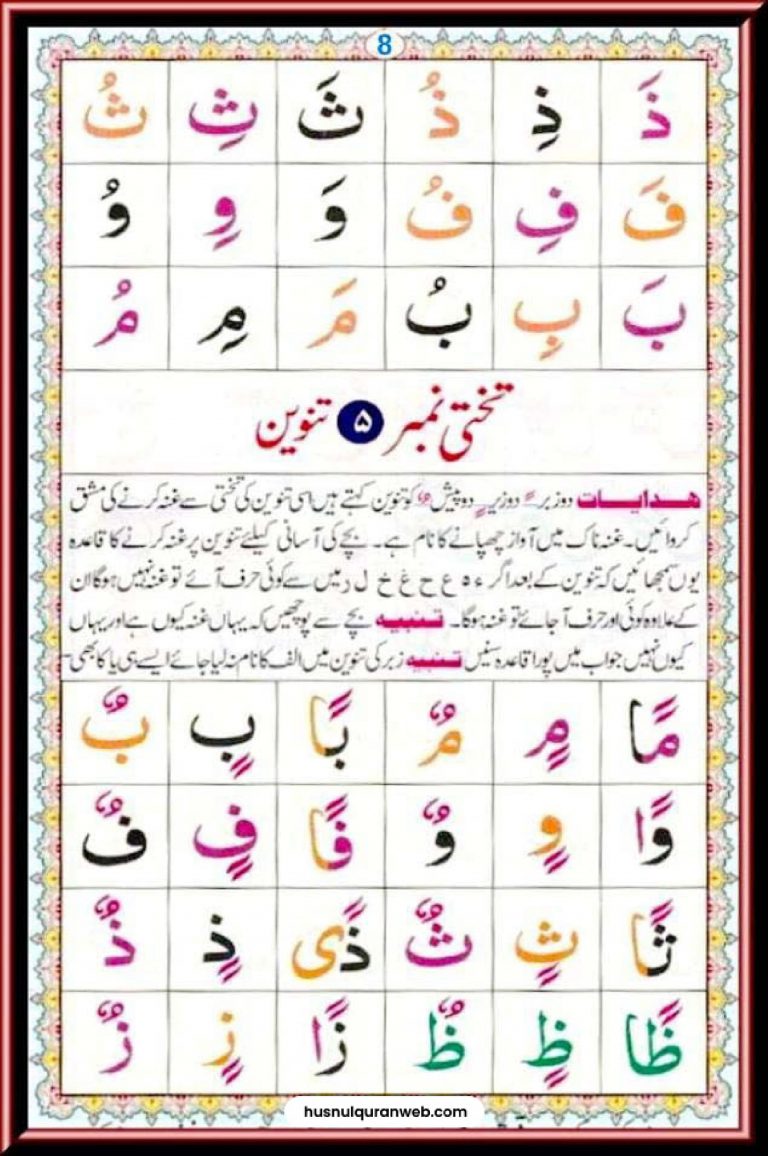 8
ذَ ذِ ذُ ثَ ثِ ثُ
فَ فِ فُ وَ وِ وُ
بَ بِ بُ مَ مِ مُ
تختی نمبر ۵ تنوین
ھدایات دو زبر ـً دو زیر ـٍ دو پیش ـٌ کو تنوین کہتے ہیں اسی تنوین کی تختی سے غنہ کرنے کی مشق
کروائیں۔ غنہ ناک میں آواز چھپانے کا نام ہے۔ بچے کی آسانی کیلئے تنوین پر غنہ کرنے کا قاعدہ
یوں سمجھائیں کہ تنوین کے بعد اگر ء ہ ع ح غ خ ل ر میں سے کوئی حرف آئے تو غنہ نہیں ہوگا ان
کے علاوہ کوئی اور حرف آجائے تو غنہ ہوگا۔ تنبیہ بچے سے پوچھیں کہ یہاں غنہ کیوں ہے اور یہاں
کیوں نہیں جواب میں پورا قاعدہ سنیں تنبیہ زبر کی تنوین میں الف کا نام نہ لیا جائے ایسے ہی یا کا بھی
مًا مٍ مٌ بًا بٍ بٌ
وًا وٍ وٌ فًا فٍ فٌ
ثًا ثٍ ثٌ ذًی ذٍ ذٌ
ظًا ظٍ ظٌ زًا زٍ زٌ
husnulquranweb.com